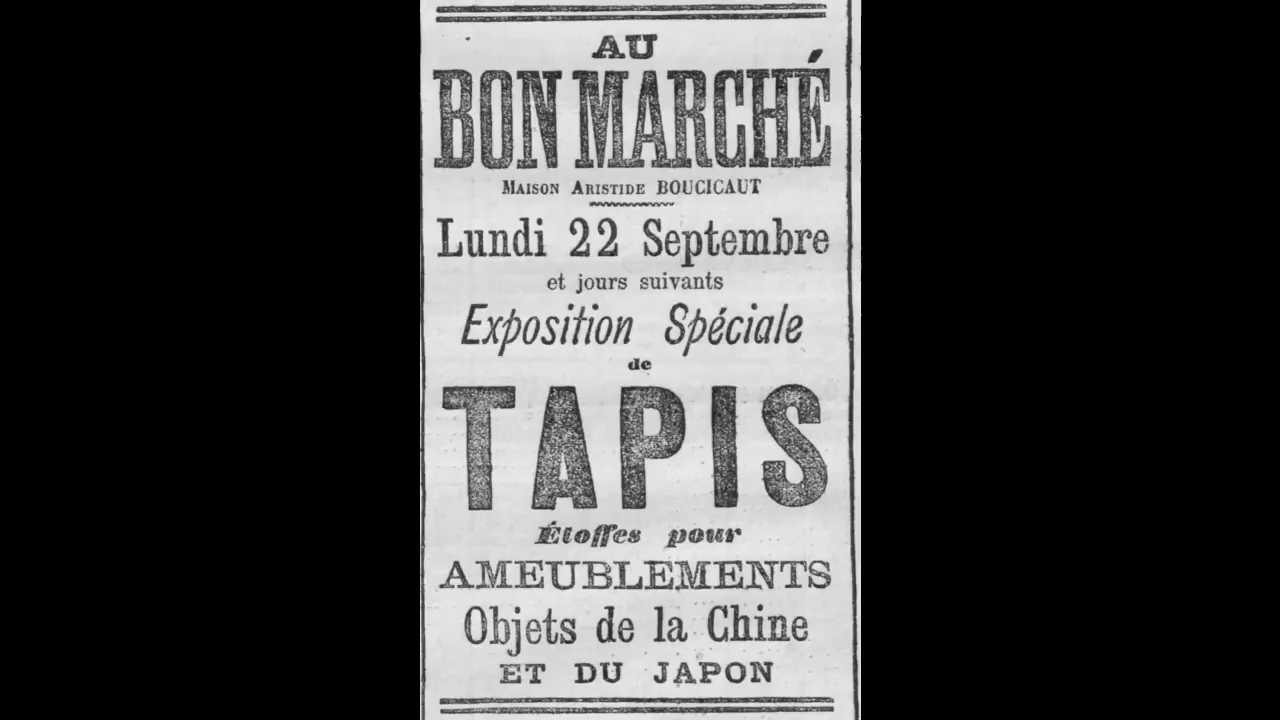 AU
BON MARCHÉ
MAISON ARISTIDE BOUCICAUT
Lundi 22 Septembre
et jours suivants
Exposition Spéciale
de
TAPIS
Étoffes pour
AMEUBLEMENTS
Objets de la Chine
ET DU JAPON